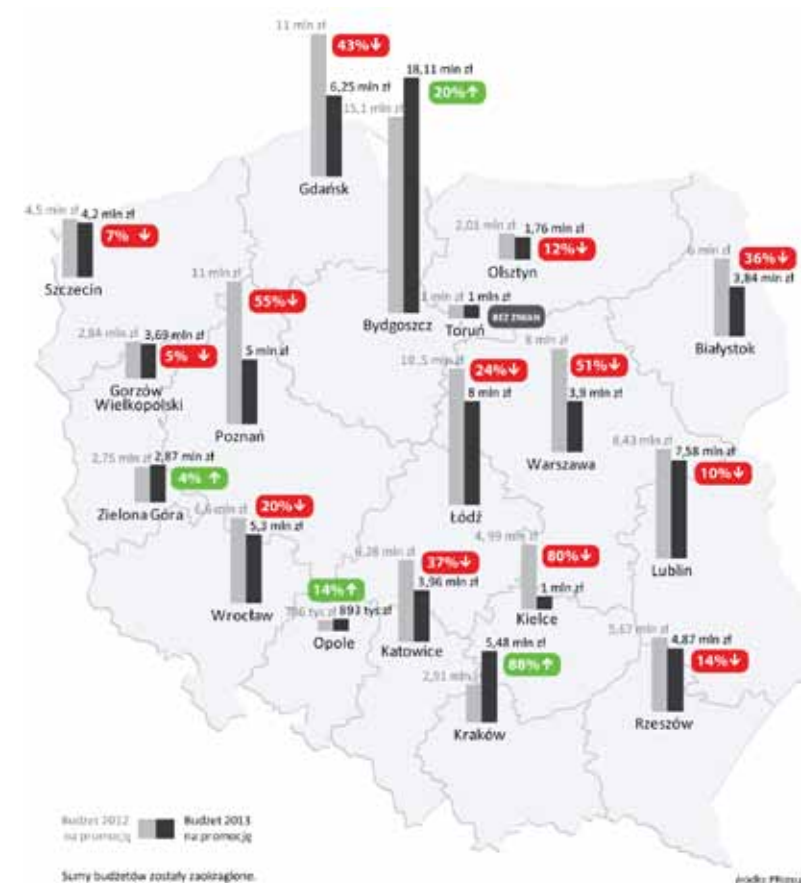 11 mln zł
43%↓
6,25 mln zł
Gdańsk
18,11 mln zł
20%↑
15,1 mln zł
Bydgoszcz
4,5 mln zł
4,2 mln zł
7% ↓
Szczecin
2,03 mln zł
1,76 mln zł
12%↓
Olsztyn
6 mln zł
36%↓
3,84 mln zł
Białystok
11 mln zł
55%↓
5 mln zł
Poznań
1 mln zł
1 mln zł
BEZ ZMIAN
Toruń
3,69 mln zł
5% ↓
Gorzów
Wielkopolski
10,5 mln zł
24%↓
8 mln zł
Łódź
8 mln zł
51%↓
3,9 mln zł
Warszawa
2,75 mln zł
2,87 mln zł
4% ↑
Zielona Góra
8,43 mln zł
7,58 mln zł
10%↓
Lublin
6,6 mln zł
20%↓
5,3 mln zł
Wrocław
14%↑
893 tys zł
Opole
6,28 mln zł
37%↓
3,96 mln zł
Katowice
4,99 mln zł
80%↓
1 mln zł
Kielce
2,91 mln
5,48 mln zł
88%↑
Kraków
5,67 mln zł
4,87 mln zł
14%↓
Rzeszów
Budżet 2012
na promocję
Budżet 2013
na promocję
Sumy budżetów zostały zaokrąglone.